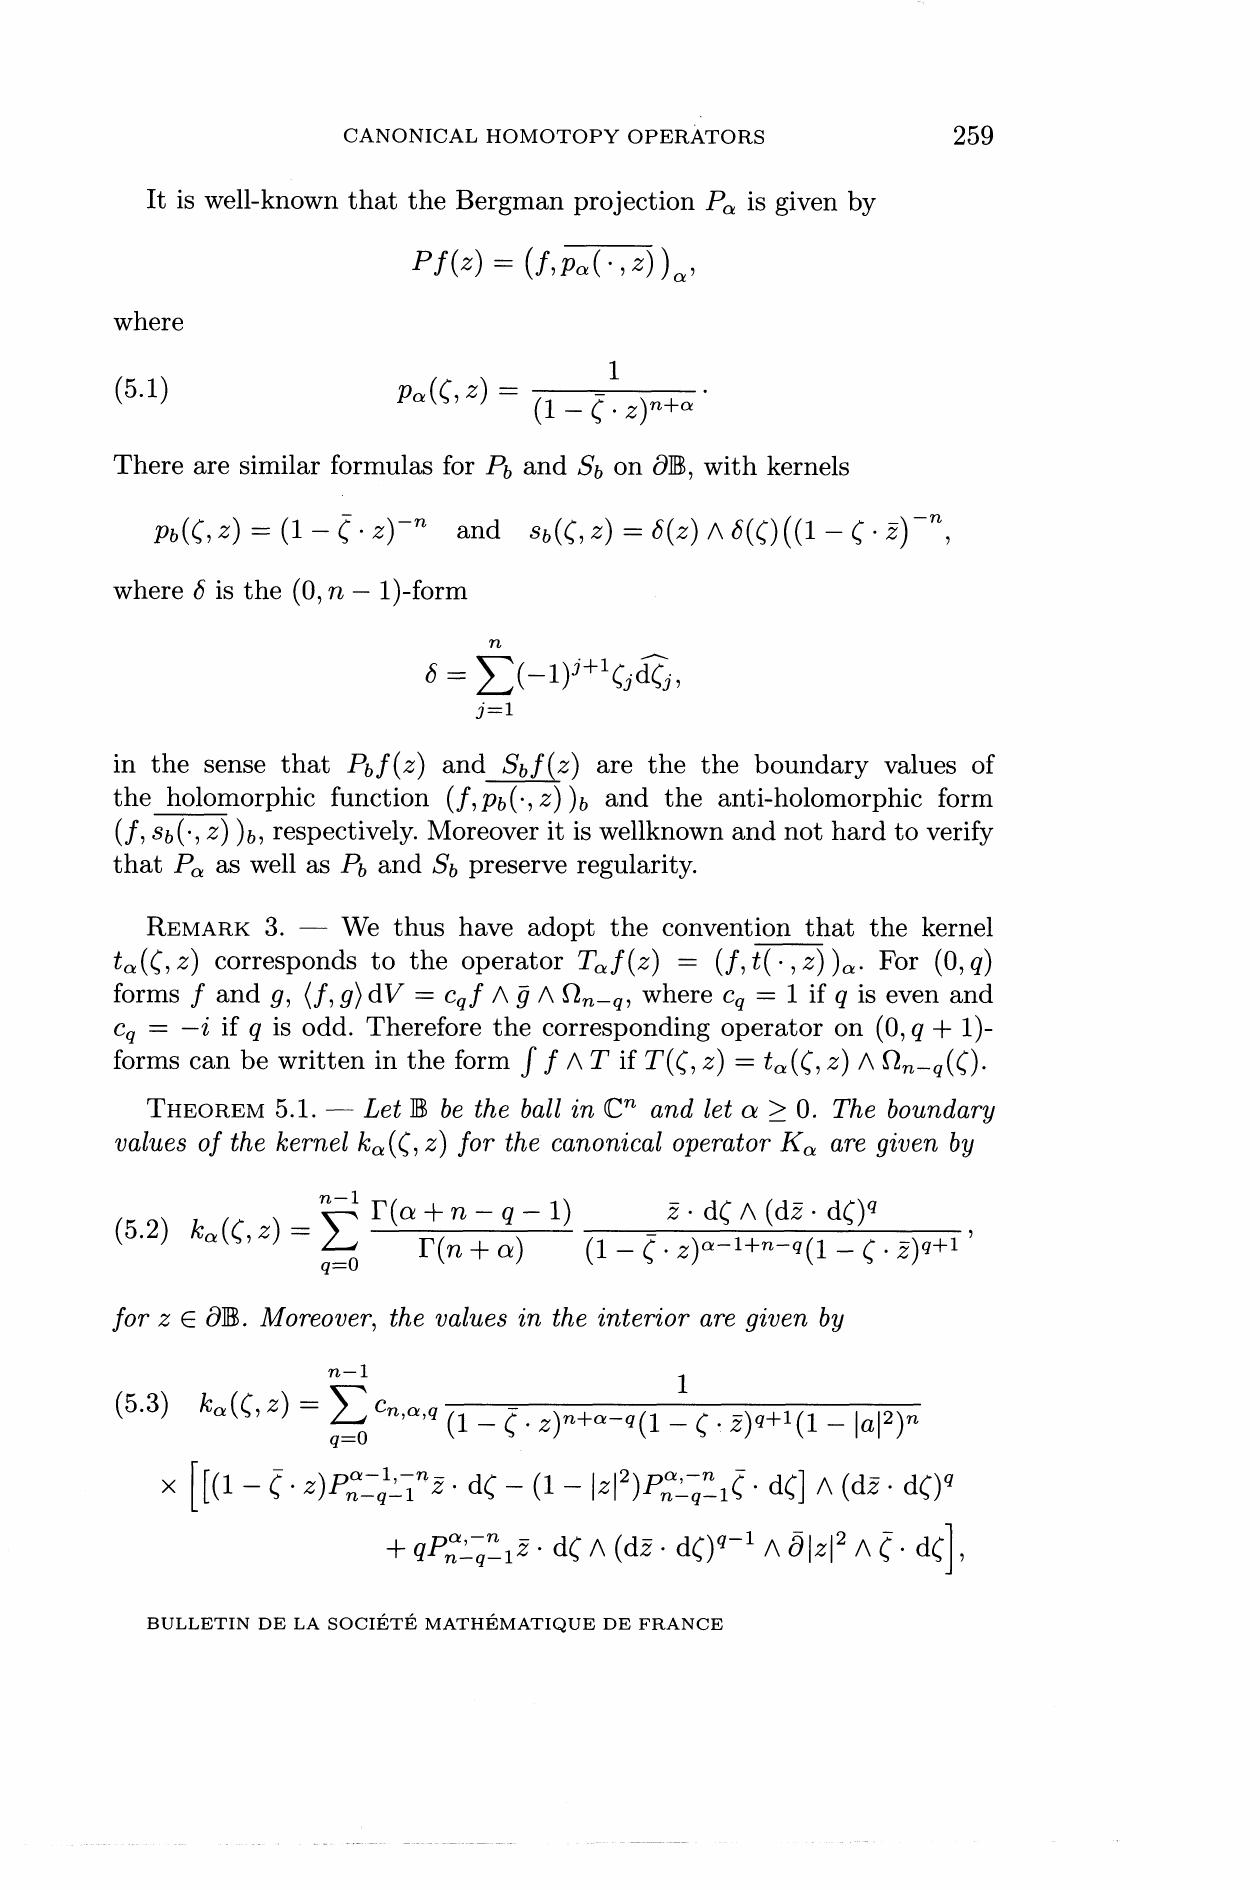 CANONICAL HOMOTOPY OPERATORS 259
It is well-known that the Bergman projection $P_\alpha$ is given by
$$Pf(z) = \left(f, \overline{p_\alpha(\cdot, z)}\right)_\alpha,$$
where
$$(5.1) \quad p_\alpha(\zeta, z) = \frac{1}{(1 - \bar\zeta \cdot z)^{n+\alpha}}.$$
There are similar formulas for $P_b$ and $S_b$ on $\partial\mathbb{B}$, with kernels
$$p_b(\zeta, z) = (1 - \bar\zeta \cdot z)^{-n} \quad \text{and} \quad s_b(\zeta, z) = \delta(z) \wedge \delta(\zeta)\big((1 - \zeta \cdot \bar z)^{-n},$$
where $\delta$ is the $(0, n-1)$-form
$$\delta = \sum_{j=1}^{n} (-1)^{j+1} \zeta_j \widehat{\mathrm{d}\zeta_j},$$
in the sense that $P_b f(z)$ and $S_b f(z)$ are the the boundary values of
the holomorphic function $(f, \overline{p_b(\cdot, z)})_b$ and the anti-holomorphic form
$(f, \overline{s_b(\cdot, z)})_b$, respectively. Moreover it is wellknown and not hard to verify
that $P_\alpha$ as well as $P_b$ and $S_b$ preserve regularity.
REMARK 3. — We thus have adopt the convention that the kernel
$t_\alpha(\zeta, z)$ corresponds to the operator $T_\alpha f(z) = (f, \overline{t(\cdot, z)})_\alpha$. For $(0, q)$
forms $f$ and $g$, $\langle f, g\rangle\, \mathrm{d}V = c_q f \wedge \bar g \wedge \Omega_{n-q}$, where $c_q = 1$ if $q$ is even and
$c_q = -i$ if $q$ is odd. Therefore the corresponding operator on $(0, q+1)$-
forms can be written in the form $\int f \wedge T$ if $T(\zeta, z) = t_\alpha(\zeta, z) \wedge \Omega_{n-q}(\zeta)$.
THEOREM 5.1. — Let $\mathbb{B}$ be the ball in $\mathbb{C}^n$ and let $\alpha \geq 0$. The boundary
values of the kernel $k_\alpha(\zeta, z)$ for the canonical operator $K_\alpha$ are given by
$$(5.2) \quad k_\alpha(\zeta, z) = \sum_{q=0}^{n-1} \frac{\Gamma(\alpha + n - q - 1)}{\Gamma(n + \alpha)} \frac{\bar z \cdot \mathrm{d}\zeta \wedge (\mathrm{d}\bar z \cdot \mathrm{d}\zeta)^q}{(1 - \bar\zeta \cdot z)^{\alpha - 1 + n - q}(1 - \zeta \cdot \bar z)^{q+1}},$$
for $z \in \partial\mathbb{B}$. Moreover, the values in the interior are given by
$$(5.3) \quad k_\alpha(\zeta, z) = \sum_{q=0}^{n-1} c_{n,\alpha,q} \frac{1}{(1 - \bar\zeta \cdot z)^{n+\alpha-q}(1 - \zeta \cdot \bar z)^{q+1}(1 - |a|^2)^n}$$
$$\times \Big[\big[(1 - \bar\zeta \cdot z) P^{\alpha-1,-n}_{n-q-1} \bar z \cdot \mathrm{d}\zeta - (1 - |z|^2) P^{\alpha,-n}_{n-q-1} \bar\zeta \cdot \mathrm{d}\zeta\big] \wedge (\mathrm{d}\bar z \cdot \mathrm{d}\zeta)^q$$
$$+ q P^{\alpha,-n}_{n-q-1} \bar z \cdot \mathrm{d}\zeta \wedge (\mathrm{d}\bar z \cdot \mathrm{d}\zeta)^{q-1} \wedge \bar\partial |z|^2 \wedge \bar\zeta \cdot \mathrm{d}\zeta\Big],$$
BULLETIN DE LA SOCIÉTÉ MATHÉMATIQUE DE FRANCE